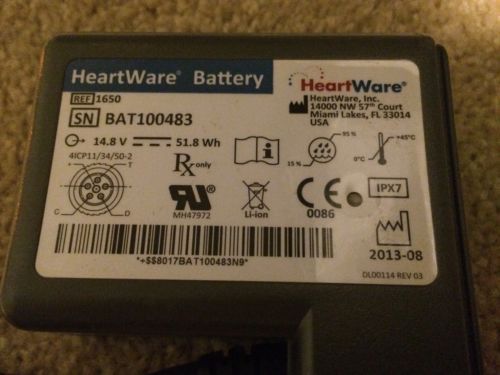 HeartWare® Battery
HeartWare®
REF 1650
HeartWare, Inc.
14000 NW 57th Court
Miami Lakes, FL 33014
USA
SN BAT100483
14.8 V 51.8 Wh
4ICP11/34/50-2
T
C
D
Rx only
MH47972
Li-ion
15 %
95 %
0°C
+45°C
CE
0086
IPX7
2013-08
*+$$8017BAT100483N9*
DL00114 REV 03